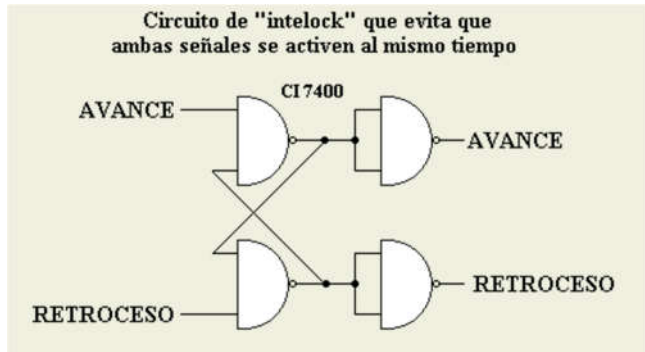 Circuito de "intelock" que evita que
ambas señales se activen al mismo tiempo
CI 7400
AVANCE
AVANCE
RETROCESO
RETROCESO